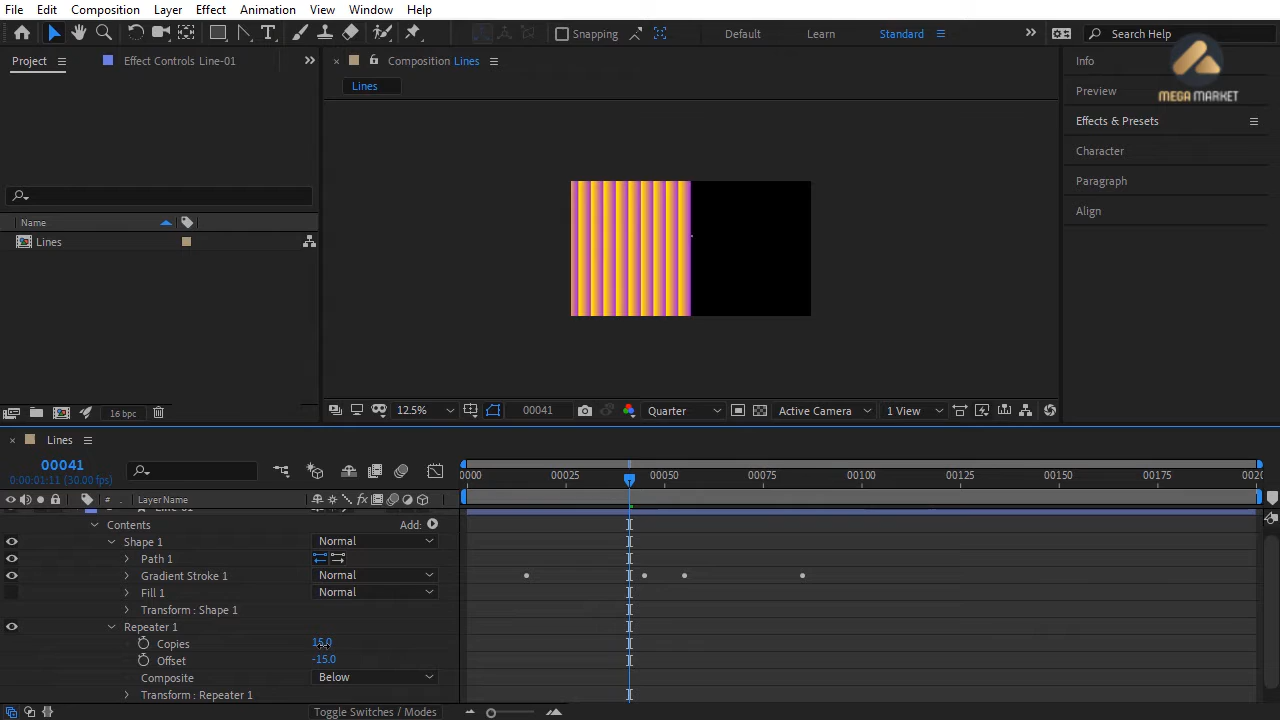 File Edit Composition Layer Effect Animation View Window Help
Snapping Default Learn Standard Search Help
Project Effect Controls Line-01 Composition Lines Info
Lines
Preview
MEGA MARKET
Effects & Presets
Character
Paragraph
Align
Name
Lines
16 bpc 12.5% 00041 Quarter Active Camera 1 View
Lines
00041
0:00:01:11 (30.00 fps)
0000 00025 00050 00075 00100 00125 00150 00175 0020
# Layer Name
Line-01
Contents Add:
Shape 1 Normal
Path 1
Gradient Stroke 1 Normal
Fill 1 Normal
Transform : Shape 1
Repeater 1
Copies 15.0
Offset -15.0
Composite Below
Transform : Repeater 1
Toggle Switches / Modes